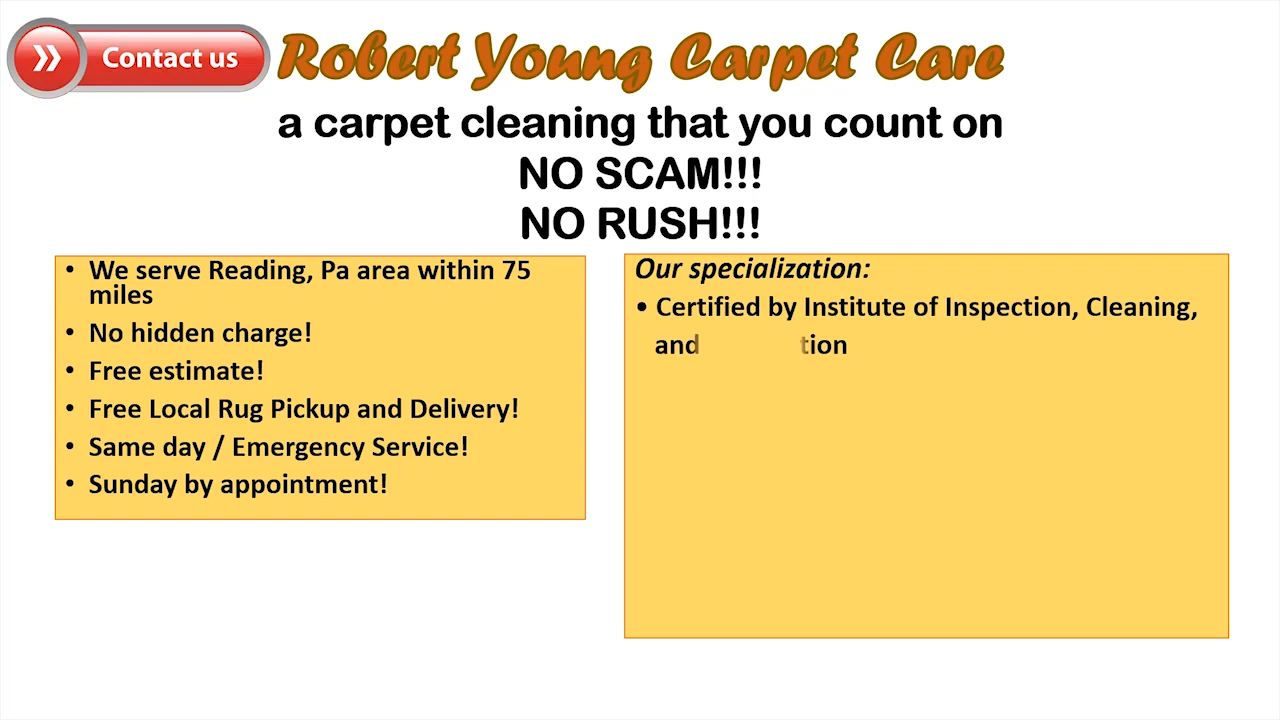 Contact us
Robert Young Carpet Care
a carpet cleaning that you count on
NO SCAM!!!
NO RUSH!!!
• We serve Reading, Pa area within 75
miles
• No hidden charge!
• Free estimate!
• Free Local Rug Pickup and Delivery!
• Same day / Emergency Service!
• Sunday by appointment!
Our specialization:
• Certified by Institute of Inspection, Cleaning,
and tion